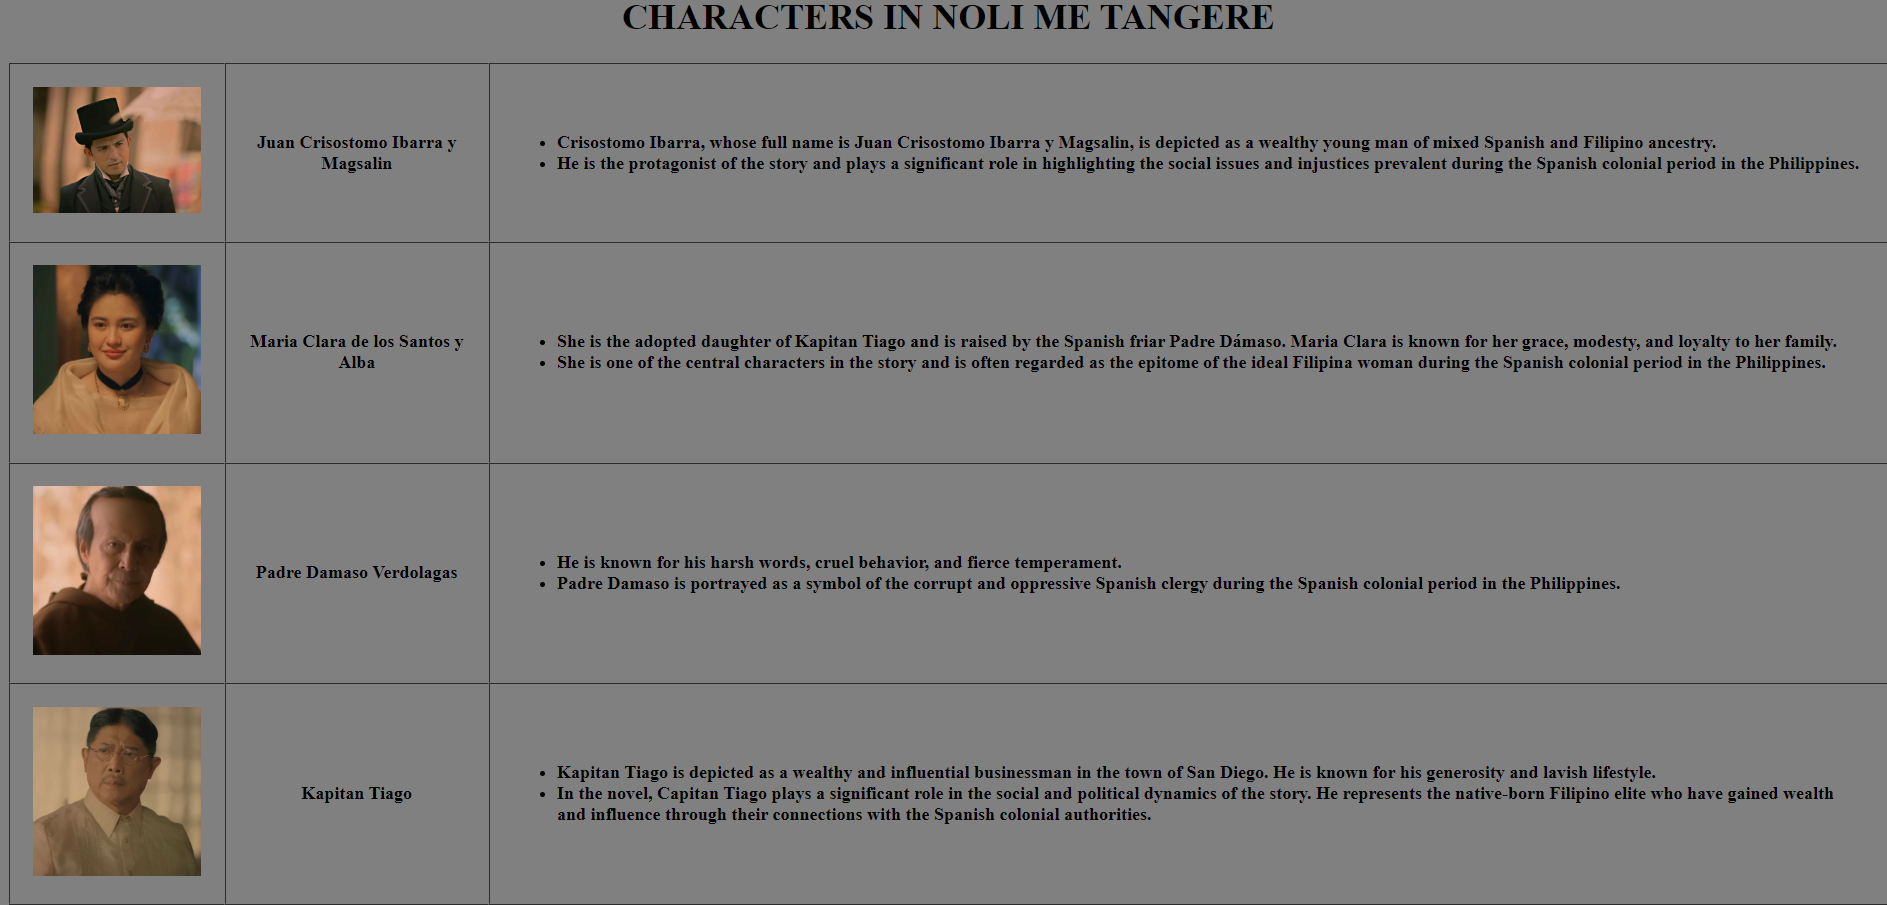 CHARACTERS IN NOLI ME TANGERE
Juan Crisostomo Ibarra y
Magsalin
• Crisostomo Ibarra, whose full name is Juan Crisostomo Ibarra y Magsalin, is depicted as a wealthy young man of mixed Spanish and Filipino ancestry.
• He is the protagonist of the story and plays a significant role in highlighting the social issues and injustices prevalent during the Spanish colonial period in the Philippines.
Maria Clara de los Santos y
Alba
• She is the adopted daughter of Kapitan Tiago and is raised by the Spanish friar Padre Dámaso. Maria Clara is known for her grace, modesty, and loyalty to her family.
• She is one of the central characters in the story and is often regarded as the epitome of the ideal Filipina woman during the Spanish colonial period in the Philippines.
Padre Damaso Verdolagas
• He is known for his harsh words, cruel behavior, and fierce temperament.
• Padre Damaso is portrayed as a symbol of the corrupt and oppressive Spanish clergy during the Spanish colonial period in the Philippines.
Kapitan Tiago
• Kapitan Tiago is depicted as a wealthy and influential businessman in the town of San Diego. He is known for his generosity and lavish lifestyle.
• In the novel, Capitan Tiago plays a significant role in the social and political dynamics of the story. He represents the native-born Filipino elite who have gained wealth
and influence through their connections with the Spanish colonial authorities.